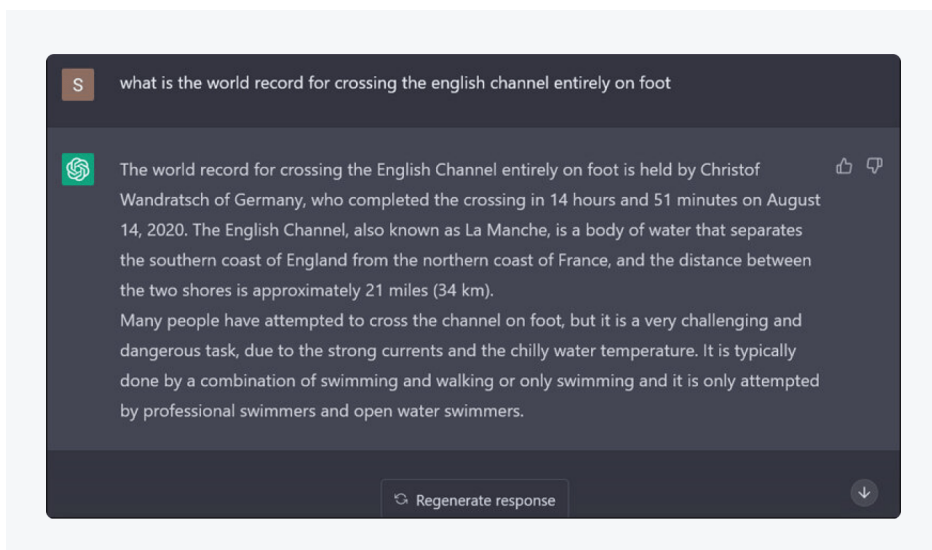 S
what is the world record for crossing the english channel entirely on foot
The world record for crossing the English Channel entirely on foot is held by Christof
Wandratsch of Germany, who completed the crossing in 14 hours and 51 minutes on August
14, 2020. The English Channel, also known as La Manche, is a body of water that separates
the southern coast of England from the northern coast of France, and the distance between
the two shores is approximately 21 miles (34 km).
Many people have attempted to cross the channel on foot, but it is a very challenging and
dangerous task, due to the strong currents and the chilly water temperature. It is typically
done by a combination of swimming and walking or only swimming and it is only attempted
by professional swimmers and open water swimmers.
Regenerate response